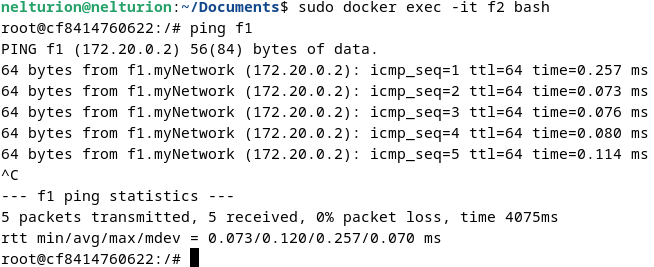 nelturion@nelturion:~/Documents$ sudo docker exec -it f2 bash
root@cf8414760622:/# ping f1
PING f1 (172.20.0.2) 56(84) bytes of data.
64 bytes from f1.myNetwork (172.20.0.2): icmp_seq=1 ttl=64 time=0.257 ms
64 bytes from f1.myNetwork (172.20.0.2): icmp_seq=2 ttl=64 time=0.073 ms
64 bytes from f1.myNetwork (172.20.0.2): icmp_seq=3 ttl=64 time=0.076 ms
64 bytes from f1.myNetwork (172.20.0.2): icmp_seq=4 ttl=64 time=0.080 ms
64 bytes from f1.myNetwork (172.20.0.2): icmp_seq=5 ttl=64 time=0.114 ms
^C
--- f1 ping statistics ---
5 packets transmitted, 5 received, 0% packet loss, time 4075ms
rtt min/avg/max/mdev = 0.073/0.120/0.257/0.070 ms
root@cf8414760622:/#